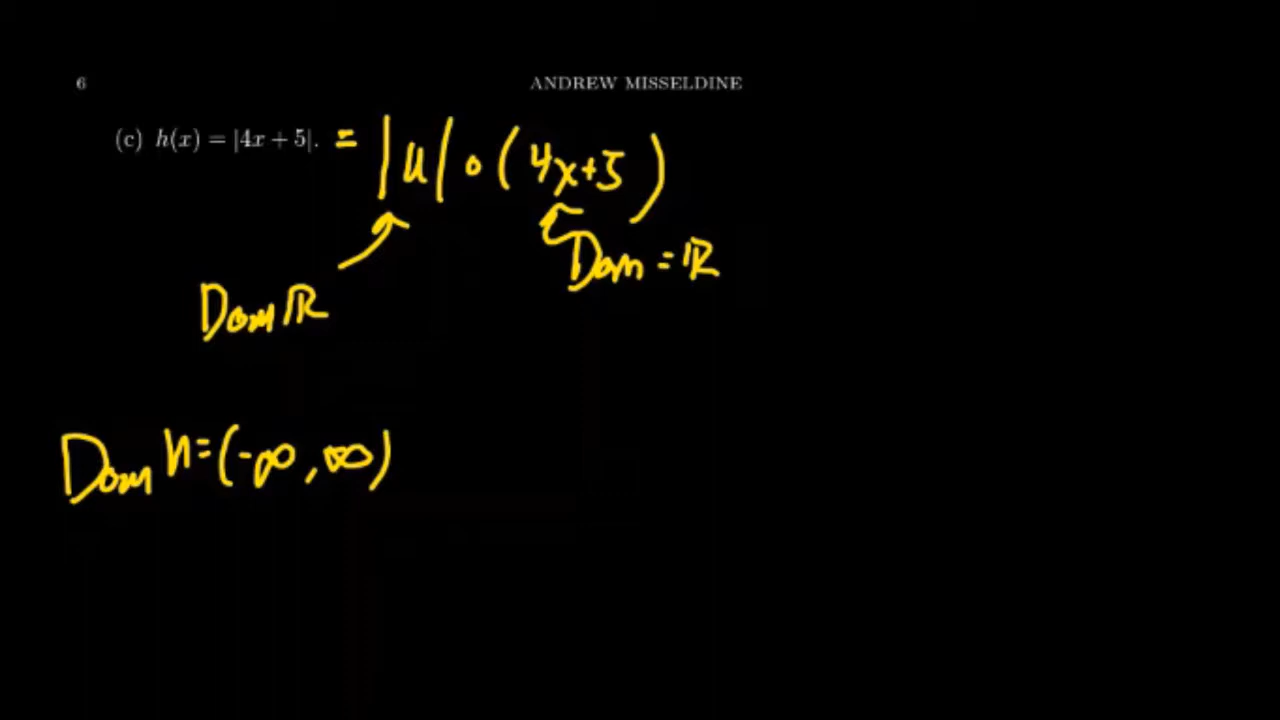 6 ANDREW MISSELDINE
(c) h(x) = |4x + 5|. = |u| ∘ (4x+5)
Dom = ℝ
Dom ℝ
Dom h = (-∞, ∞)